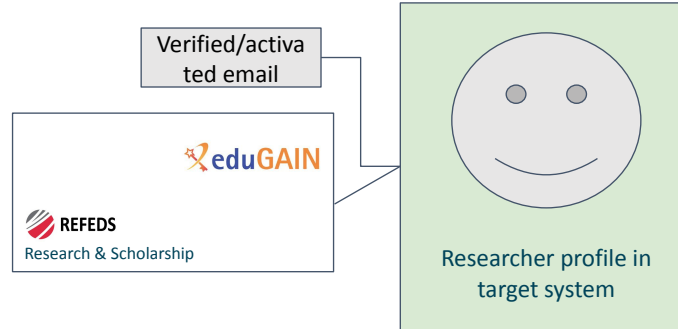 Verified/activa
ted email
eduGAIN
REFEDS
Research & Scholarship
Researcher profile in
target system